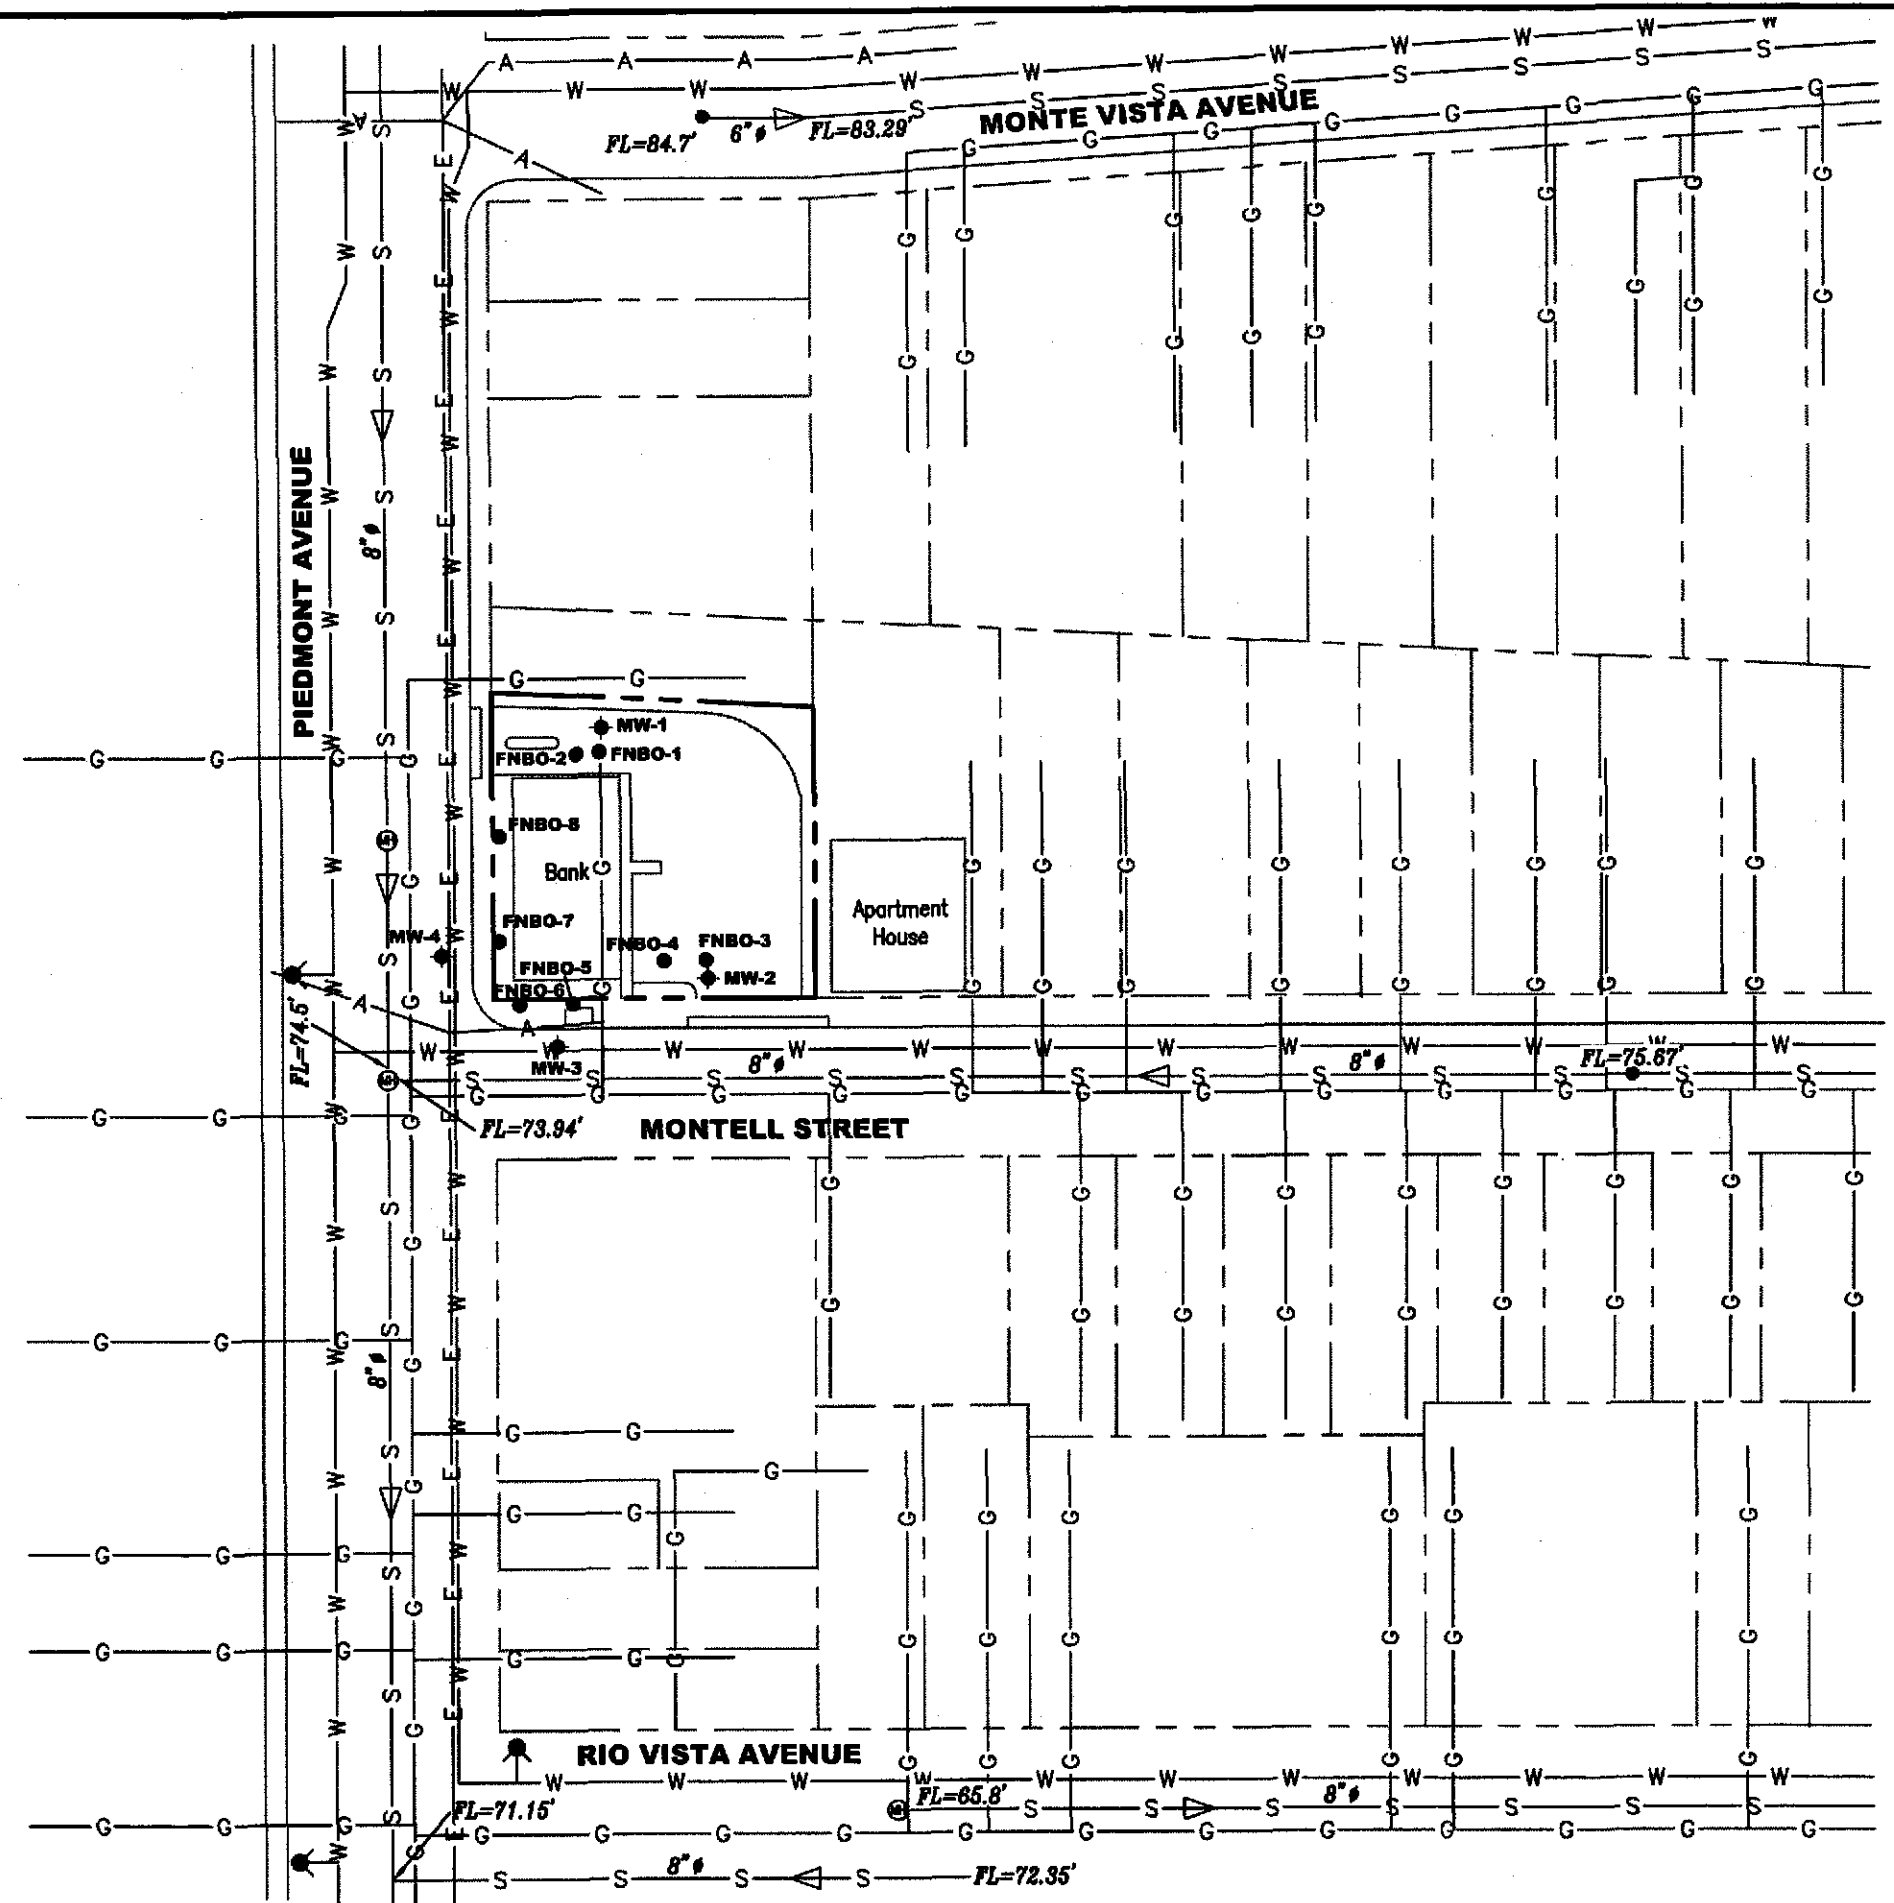 MONTE VISTA AVENUE
FL=84.7'
6"ø
FL=83.29'
PIEDMONT AVENUE
8"ø
MW-1
FNBO-2
FNBO-1
FNBO-8
Bank
FNBO-7
MW-4
FNBO-4
FNBO-3
FNBO-5
MW-2
FNBO-6
Apartment
House
FL=74.5'
MW-3
8"ø
8"ø
FL=75.67'
FL=73.94'
MONTELL STREET
8"ø
RIO VISTA AVENUE
FL=71.15'
FL=65.8'
8"ø
8"ø
FL=72.35'